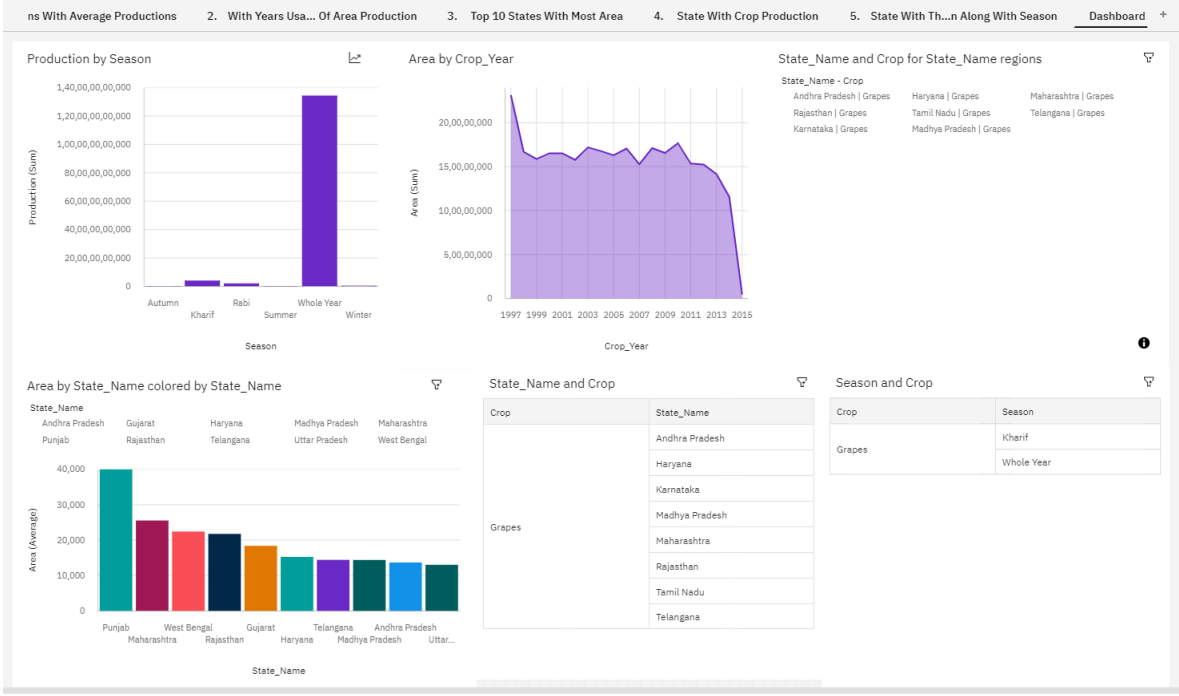 ns With Average Productions 2. With Years Usa... Of Area Production 3. Top 10 States With Most Area 4. State With Crop Production 5. State With Th...n Along With Season Dashboard +
Production by Season
1,40,00,00,00,000
1,20,00,00,00,000
1,00,00,00,00,000
80,00,00,00,000
60,00,00,00,000
40,00,00,00,000
20,00,00,00,000
0
Production (Sum)
Autumn Rabi Whole Year
Kharif Summer Winter
Season
Area by Crop_Year
20,00,00,000
15,00,00,000
10,00,00,000
5,00,00,000
0
Area (Sum)
1997 1999 2001 2003 2005 2007 2009 2011 2013 2015
Crop_Year
State_Name and Crop for State_Name regions
State_Name - Crop
Andhra Pradesh | Grapes Haryana | Grapes Maharashtra | Grapes
Rajasthan | Grapes Tamil Nadu | Grapes Telangana | Grapes
Karnataka | Grapes Madhya Pradesh | Grapes
Area by State_Name colored by State_Name
State_Name
Andhra Pradesh Gujarat Haryana Madhya Pradesh Maharashtra
Punjab Rajasthan Telangana Uttar Pradesh West Bengal
40,000
30,000
20,000
10,000
0
Area (Average)
Punjab West Bengal Gujarat Telangana Andhra Pradesh
Maharashtra Rajasthan Haryana Madhya Pradesh Uttar...
State_Name
State_Name and Crop
Crop State_Name
Grapes
Andhra Pradesh
Haryana
Karnataka
Madhya Pradesh
Maharashtra
Rajasthan
Tamil Nadu
Telangana
Season and Crop
Crop Season
Grapes
Kharif
Whole Year